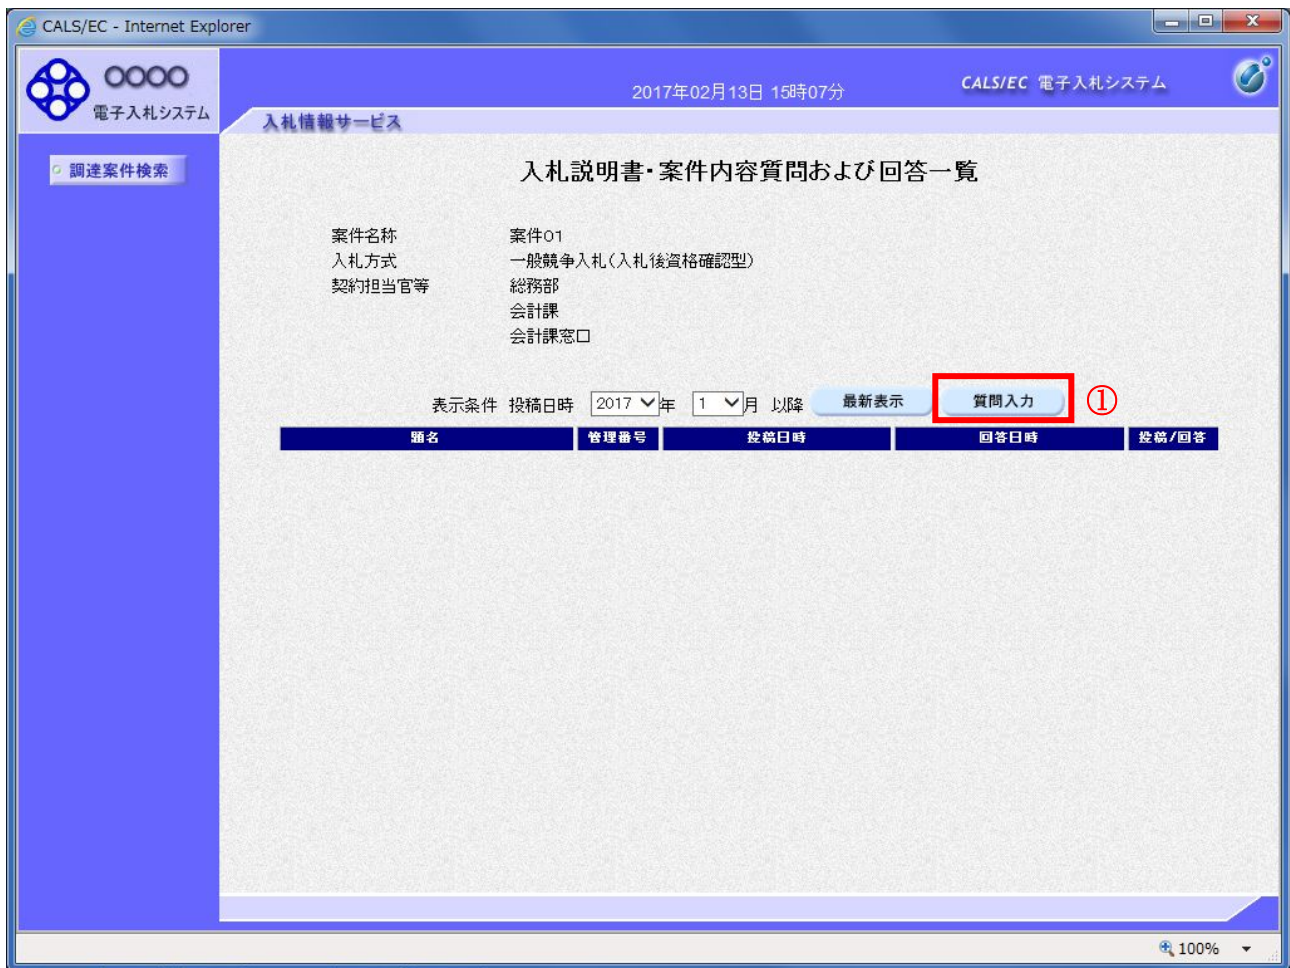 CALS/EC - Internet Explorer
〇〇〇〇
電子入札システム
2017年02月13日 15時07分
CALS/EC 電子入札システム
入札情報サービス
調達案件検索
入札説明書・案件内容質問および回答一覧
案件名称 案件01
入札方式 一般競争入札(入札後資格確認型)
契約担当官等 総務部
会計課
会計課窓口
表示条件 投稿日時 2017 年 1 月 以降 最新表示 質問入力 ①
題名 管理番号 投稿日時 回答日時 投稿/回答
100%